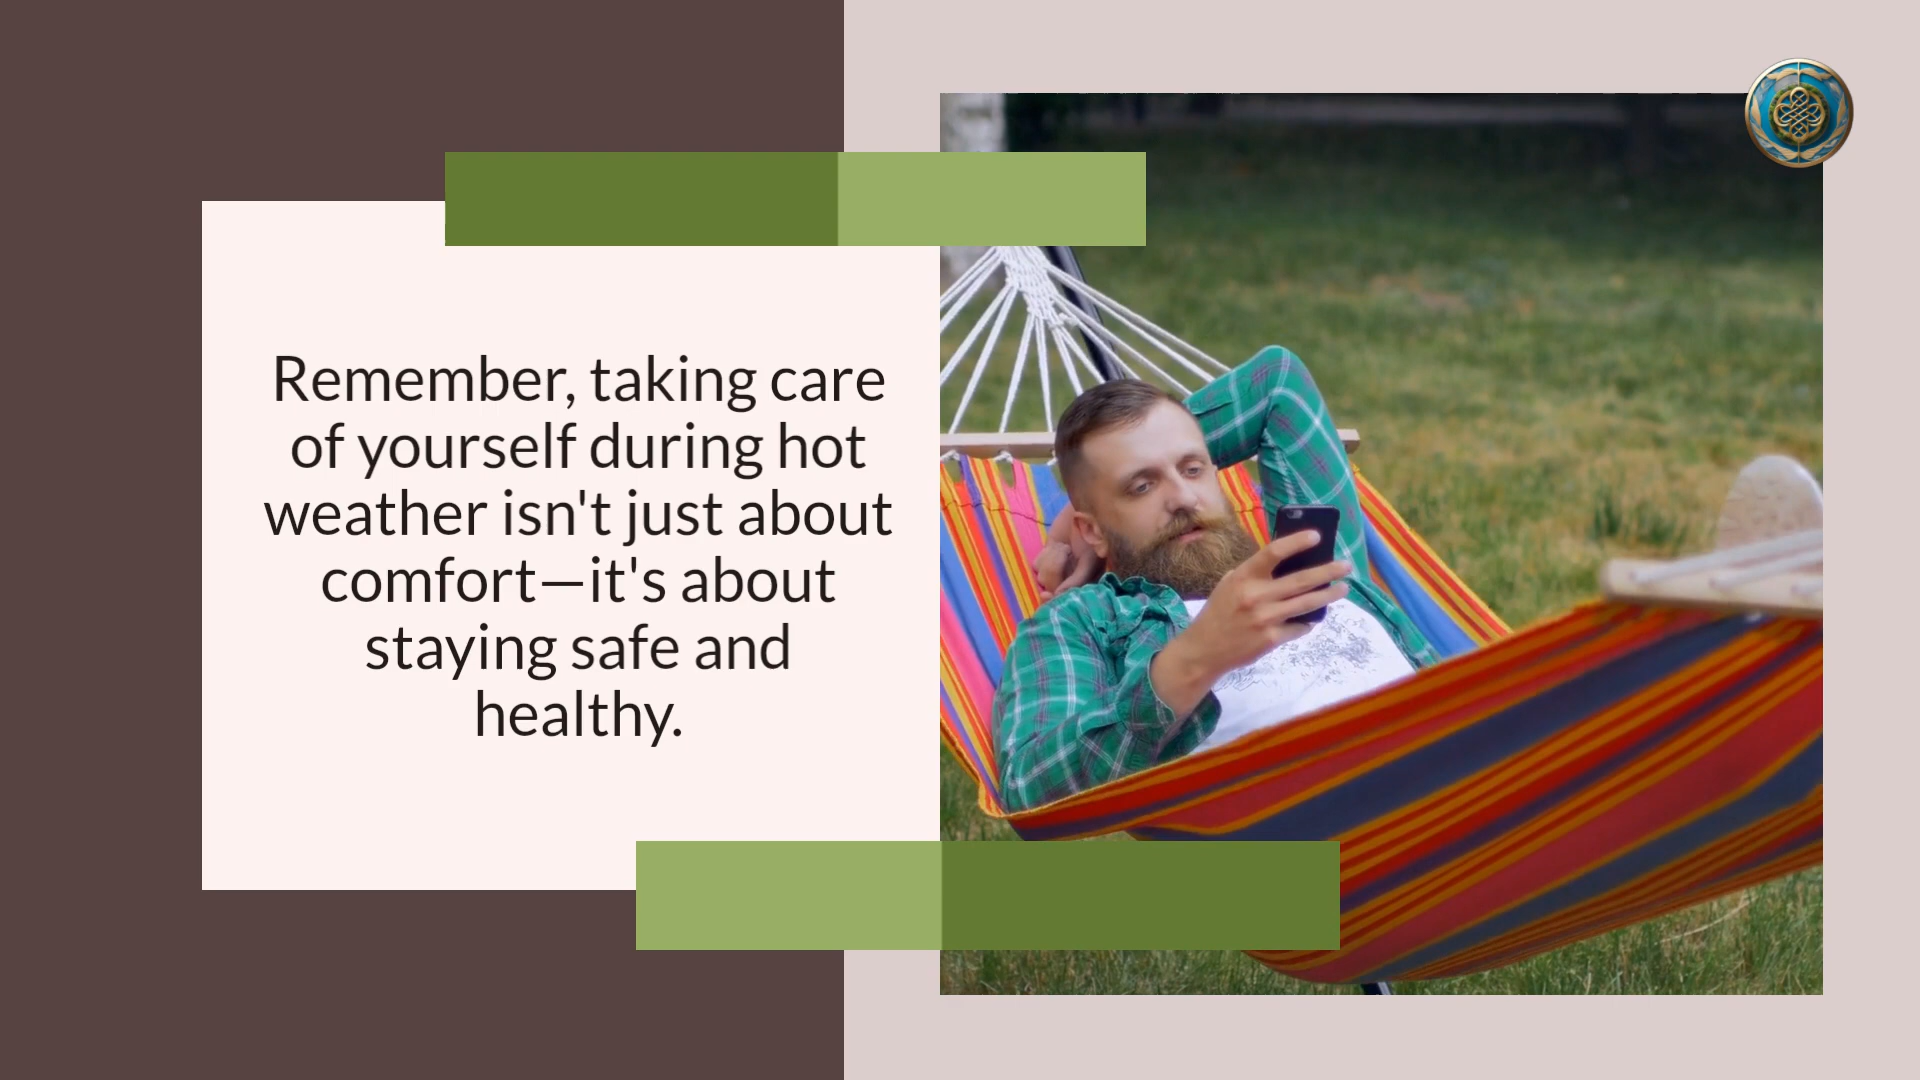 Remember, taking care
of yourself during hot
weather isn't just about
comfort—it's about
staying safe and
healthy.